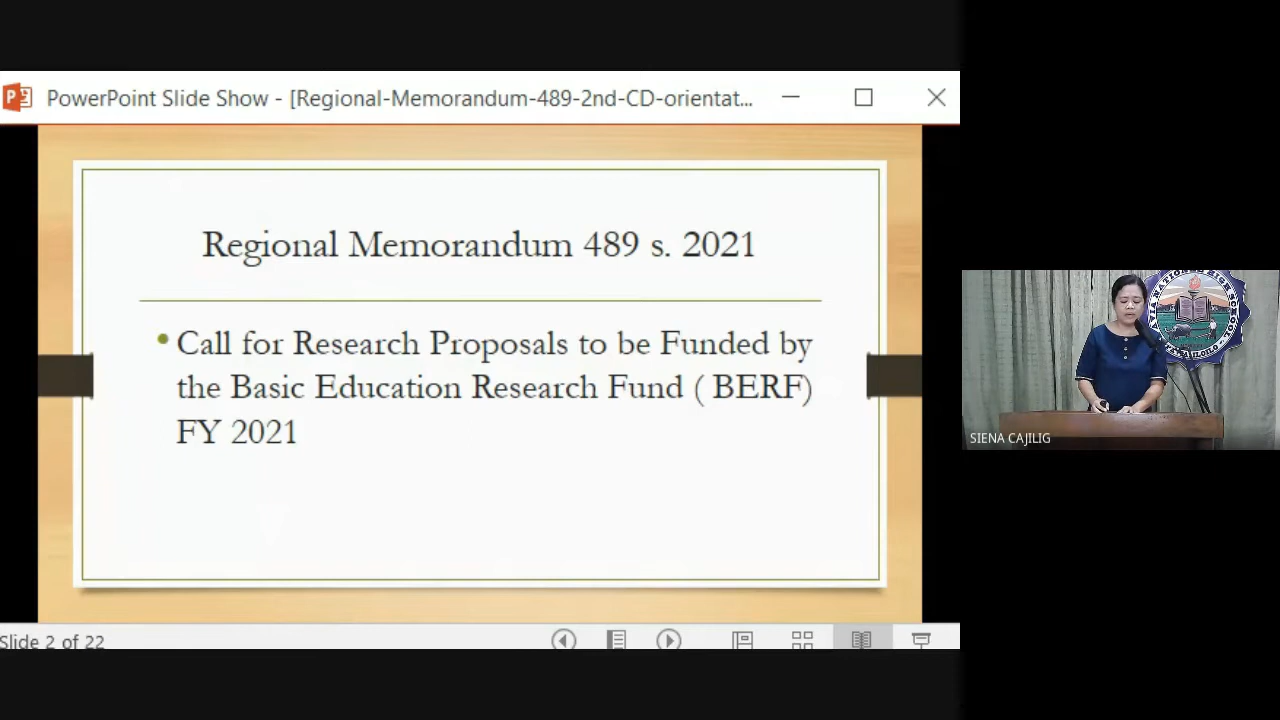 PowerPoint Slide Show - [Regional-Memorandum-489-2nd-CD-orientat...
Regional Memorandum 489 s. 2021
• Call for Research Proposals to be Funded by
the Basic Education Research Fund ( BERF)
FY 2021
SIENA CAJILIG
Slide 2 of 22